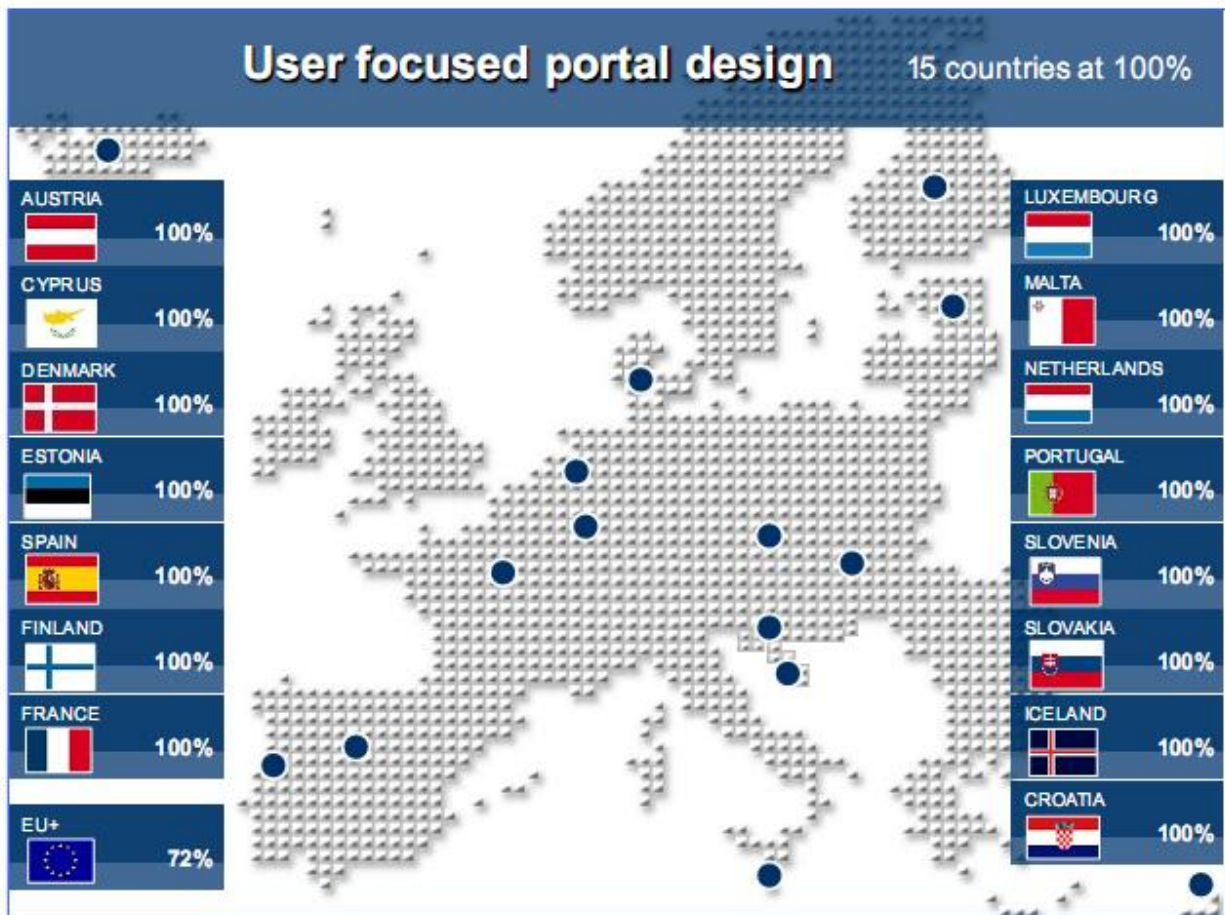 User focused portal design
15 countries at 100%
AUSTRIA
100%
CYPRUS
100%
DENMARK
100%
ESTONIA
100%
SPAIN
100%
FINLAND
100%
FRANCE
100%
EU+
72%
LUXEMBOURG
100%
MALTA
100%
NETHERLANDS
100%
PORTUGAL
100%
SLOVENIA
100%
SLOVAKIA
100%
ICELAND
100%
CROATIA
100%